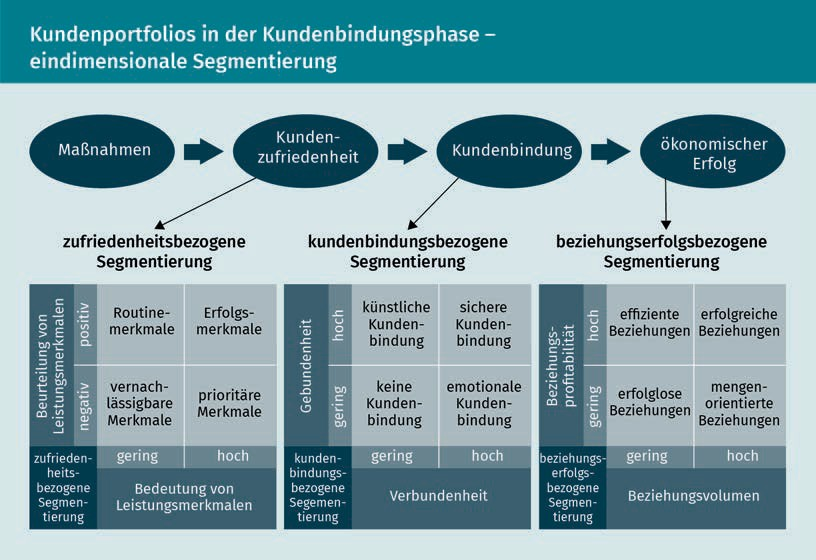 Kundenportfolios in der Kundenbindungsphase –
eindimensionale Segmentierung
Maßnahmen
Kunden-
zufriedenheit
Kundenbindung
ökonomischer
Erfolg
zufriedenheitsbezogene
Segmentierung
Beurteilung von
Leistungsmerkmalen
positiv
negativ
Routine-
merkmale
Erfolgs-
merkmale
vernach-
lässigbare
Merkmale
prioritäre
Merkmale
zufrieden-
heits-
bezogene
Segmen-
tierung
gering
hoch
Bedeutung von
Leistungsmerkmalen
kundenbindungsbezogene
Segmentierung
Gebundenheit
hoch
gering
künstliche
Kunden-
bindung
sichere
Kunden-
bindung
keine
Kunden-
bindung
emotionale
Kunden-
bindung
kunden-
bindungs-
bezogene
Segemen-
tierung
gering
hoch
Verbundenheit
beziehungserfolgsbezogene
Segmentierung
Beziehungs-
profitabilität
hoch
gering
effiziente
Beziehungen
erfolgreiche
Beziehungen
erfolglose
Beziehungen
mengen-
orientierte
Beziehungen
beziehungs-
erfolgs-
bezogene
Segmen-
tierung
gering
hoch
Beziehungsvolumen